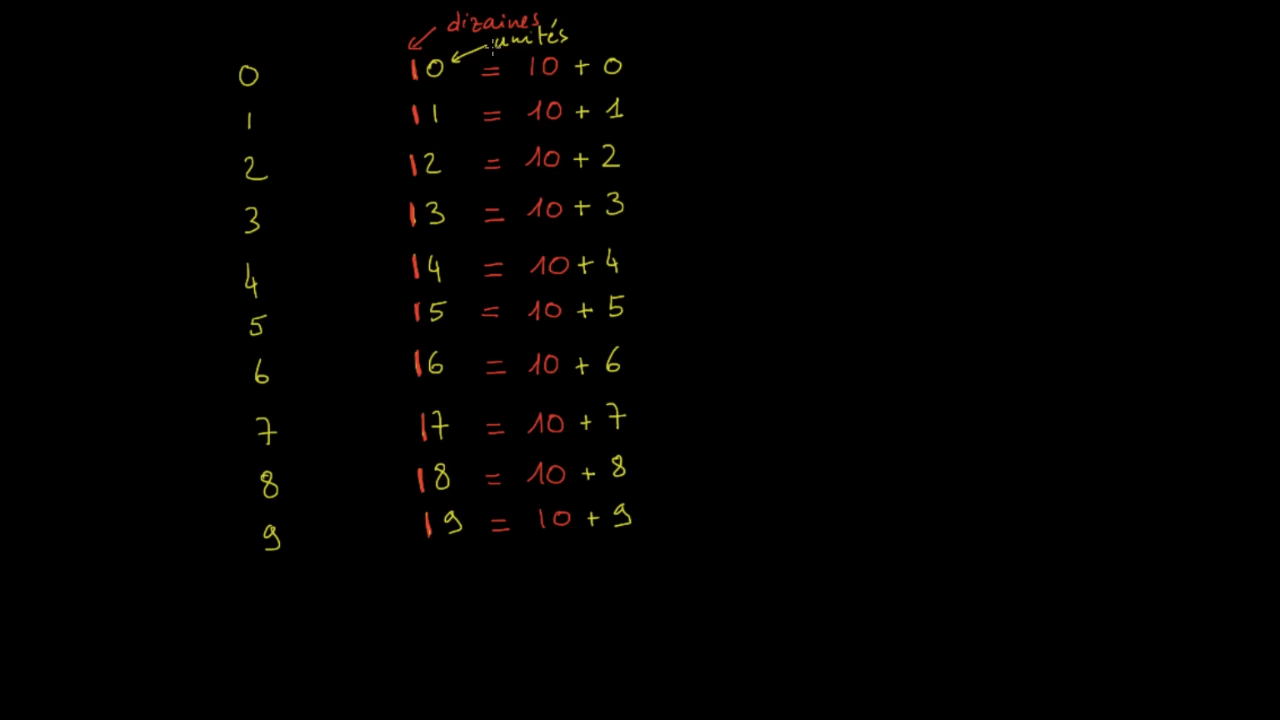 dizaines
unités
0 10 = 10 + 0
1 11 = 10 + 1
2 12 = 10 + 2
3 13 = 10 + 3
4 14 = 10 + 4
5 15 = 10 + 5
6 16 = 10 + 6
7 17 = 10 + 7
8 18 = 10 + 8
9 19 = 10 + 9